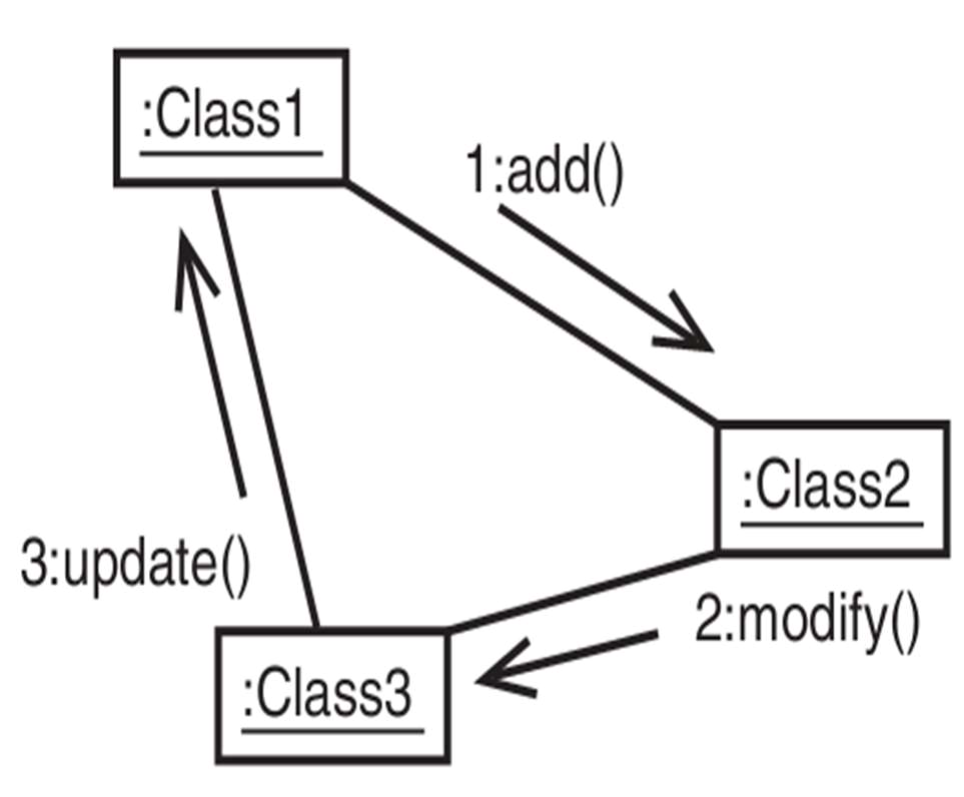 :Class1
1:add()
:Class2
3:update()
2:modify()
:Class3